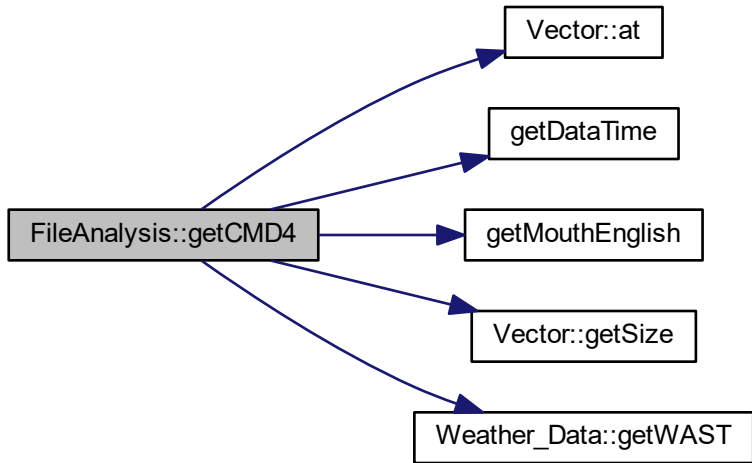 Vector::at
getDataTime
FileAnalysis::getCMD4
getMouthEnglish
Vector::getSize
Weather_Data::getWAST